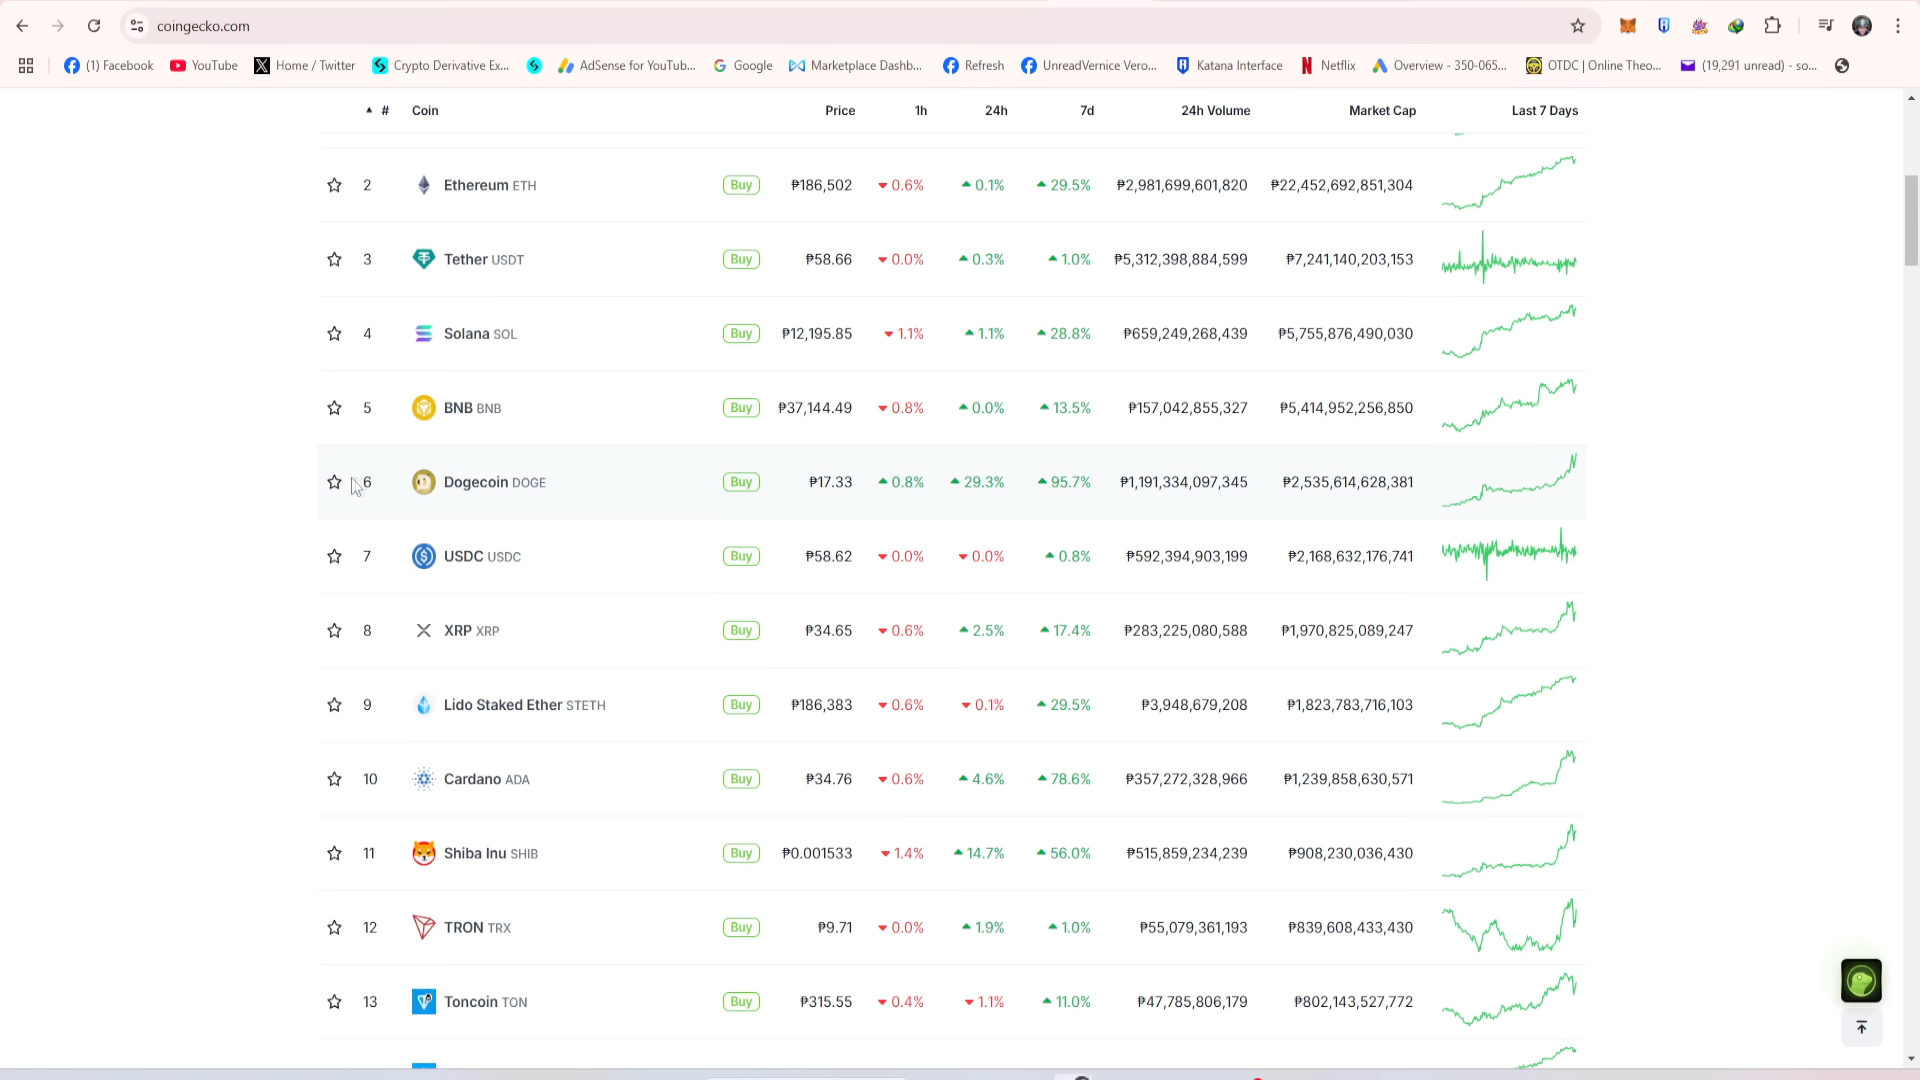 coingecko.com
(1) Facebook YouTube Home / Twitter Crypto Derivative Ex... AdSense for YouTub... Google Marketplace Dashb... Refresh UnreadVernice Vero... Katana Interface Netflix Overview - 350-065... OTDC | Online Theo... (19,291 unread) - so...
# Coin Price 1h 24h 7d 24h Volume Market Cap Last 7 Days
2 Ethereum ETH Buy ₱186,502 0.6% 0.1% 29.5% ₱2,981,699,601,820 ₱22,452,692,851,304
3 Tether USDT Buy ₱58.66 0.0% 0.3% 1.0% ₱5,312,398,884,599 ₱7,241,140,203,153
4 Solana SOL Buy ₱12,195.85 1.1% 1.1% 28.8% ₱659,249,268,439 ₱5,755,876,490,030
5 BNB BNB Buy ₱37,144.49 0.8% 0.0% 13.5% ₱157,042,855,327 ₱5,414,952,256,850
6 Dogecoin DOGE Buy ₱17.33 0.8% 29.3% 95.7% ₱1,191,334,097,345 ₱2,535,614,628,381
7 USDC USDC Buy ₱58.62 0.0% 0.0% 0.8% ₱592,394,903,199 ₱2,168,632,176,741
8 XRP XRP Buy ₱34.65 0.6% 2.5% 17.4% ₱283,225,080,588 ₱1,970,825,089,247
9 Lido Staked Ether STETH Buy ₱186,383 0.6% 0.1% 29.5% ₱3,948,679,208 ₱1,823,783,716,103
10 Cardano ADA Buy ₱34.76 0.6% 4.6% 78.6% ₱357,272,328,966 ₱1,239,858,630,571
11 Shiba Inu SHIB Buy ₱0.001533 1.4% 14.7% 56.0% ₱515,859,234,239 ₱908,230,036,430
12 TRON TRX Buy ₱9.71 0.0% 1.9% 1.0% ₱55,079,361,193 ₱839,608,433,430
13 Toncoin TON Buy ₱315.55 0.4% 1.1% 11.0% ₱47,785,806,179 ₱802,143,527,772